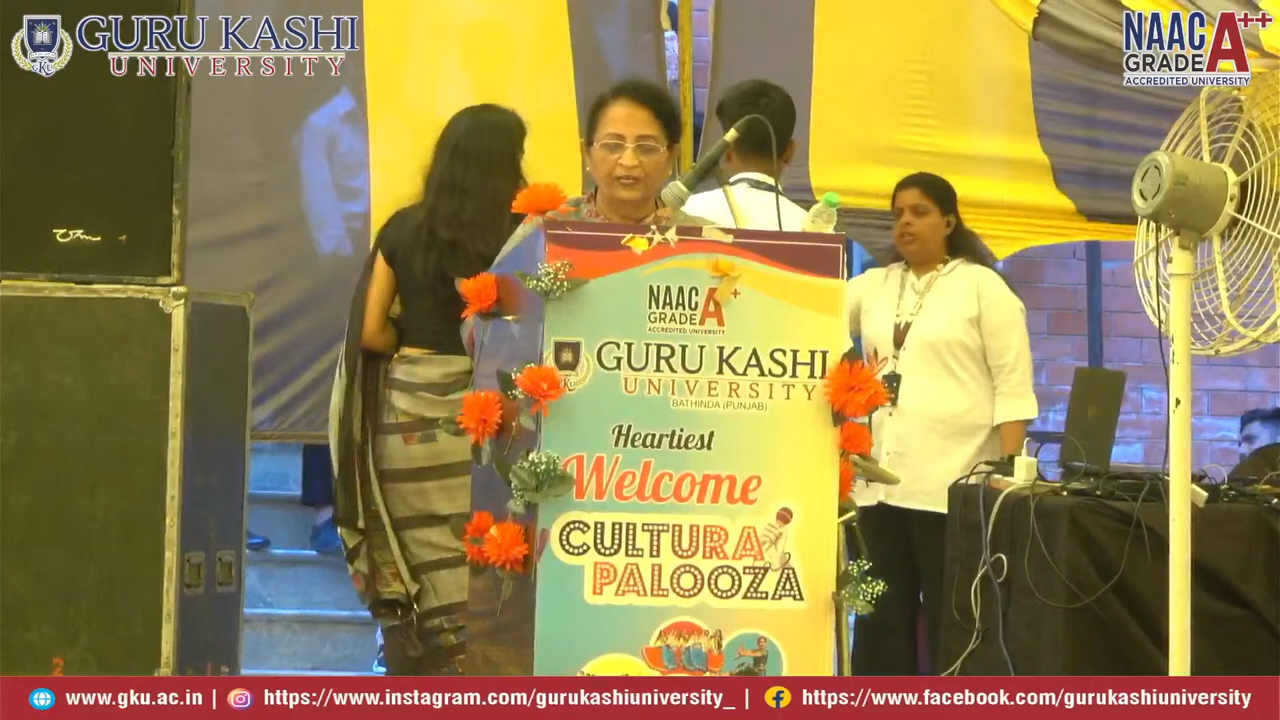 GURU KASHI
UNIVERSITY
NAAC A++
GRADE
ACCREDITED UNIVERSITY
NAAC A+
GRADE
ACCREDITED UNIVERSITY
GURU KASHI
UNIVERSITY
BATHINDA (PUNJAB)
Heartiest
Welcome
CULTURA
PALOOZA
www.gku.ac.in | https://www.instagram.com/gurukashiuniversity_ | https://www.facebook.com/gurukashiuniversity